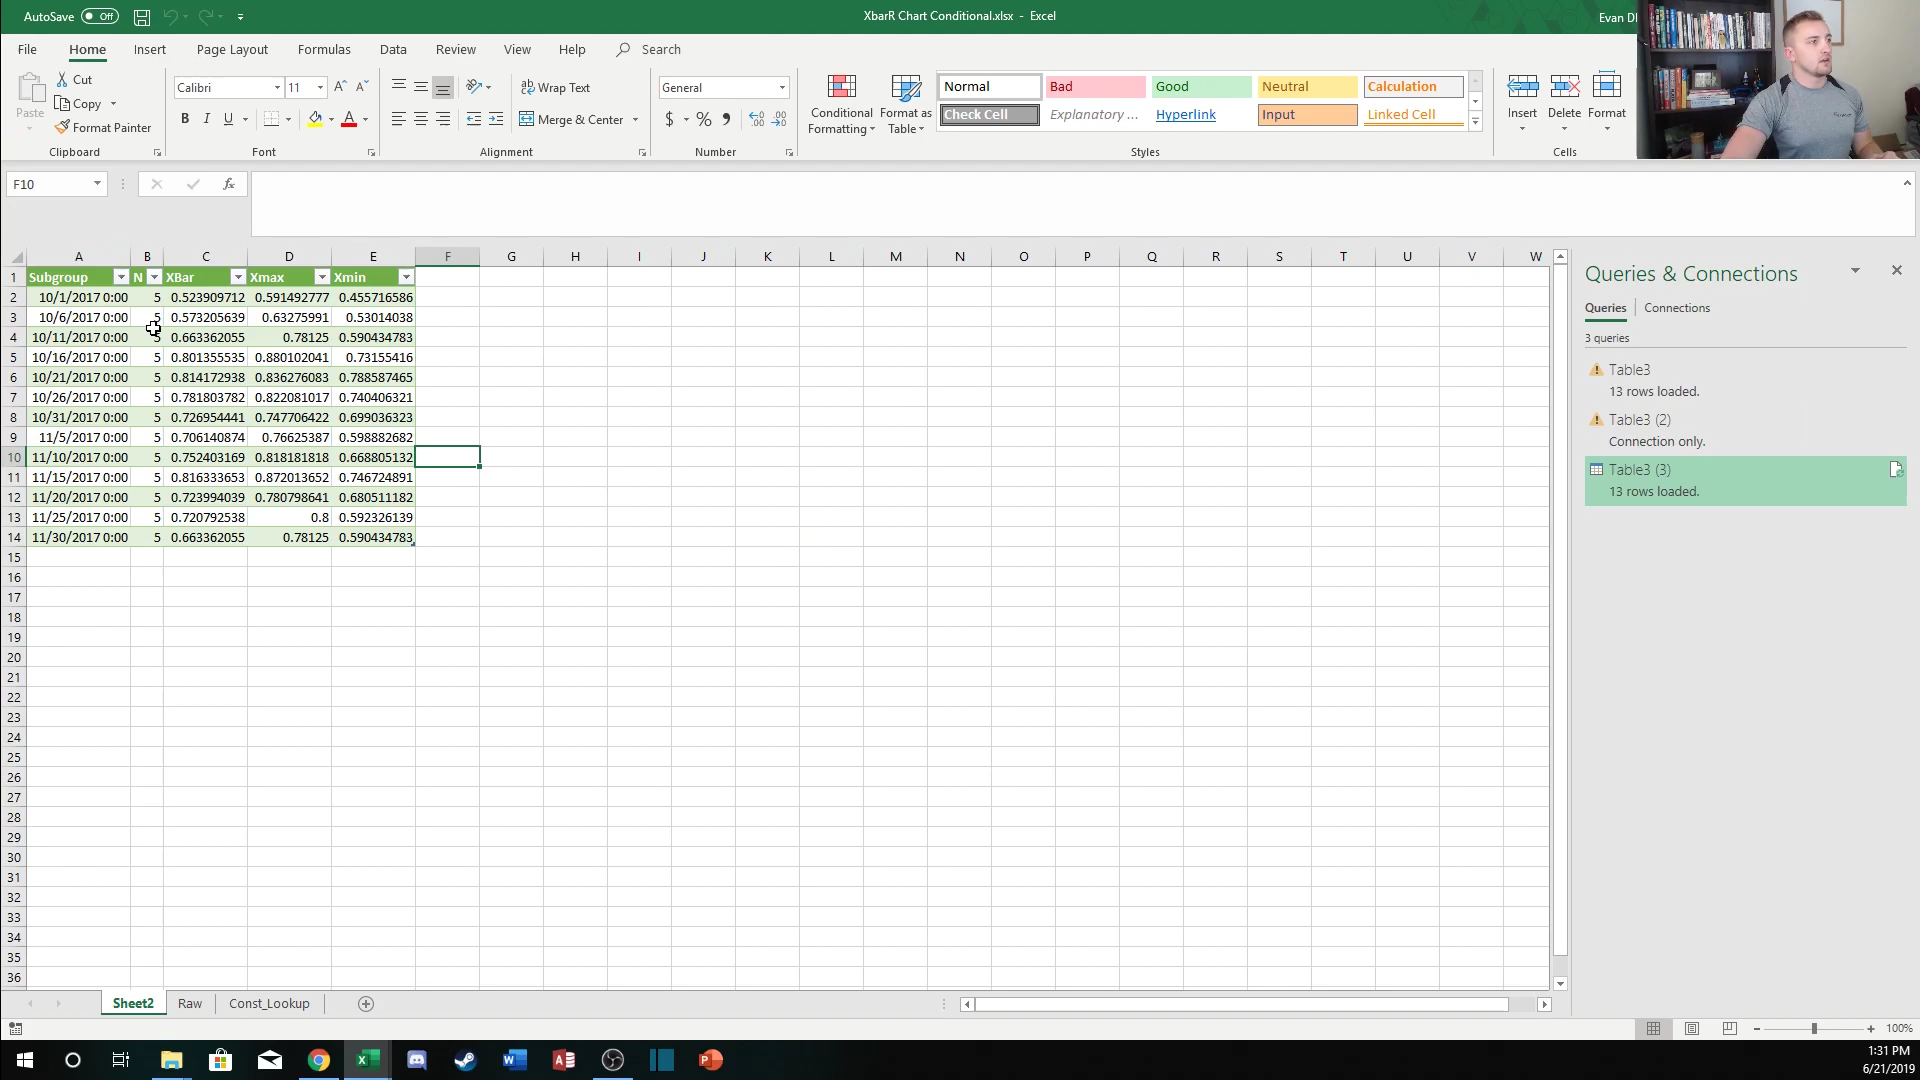 AutoSave Off
XbarR Chart Conditional.xlsx - Excel
File Home Insert Page Layout Formulas Data Review View Help Search
Paste
Cut
Copy
Format Painter
Clipboard
Calibri 11
B I U
Font
Wrap Text
Merge & Center
Alignment
General
$ % 9
Number
Conditional Formatting
Format as Table
Normal Bad Good Neutral Calculation
Check Cell Explanatory ... Hyperlink Input Linked Cell
Styles
Insert Delete Format
Cells
F10
fx
A B C D E F G H I J K L M N O P Q R S T U V W
1 Subgroup N XBar Xmax Xmin
2 10/1/2017 0:00 5 0.523909712 0.591492777 0.455716586
3 10/6/2017 0:00 5 0.573205639 0.63275991 0.53014038
4 10/11/2017 0:00 5 0.663362055 0.78125 0.590434783
5 10/16/2017 0:00 5 0.801355535 0.880102041 0.73155416
6 10/21/2017 0:00 5 0.814172938 0.836276083 0.788587465
7 10/26/2017 0:00 5 0.781803782 0.822081017 0.740406321
8 10/31/2017 0:00 5 0.726954441 0.747706422 0.699036323
9 11/5/2017 0:00 5 0.706140874 0.76625387 0.598882682
10 11/10/2017 0:00 5 0.752403169 0.818181818 0.668805132
11 11/15/2017 0:00 5 0.816333653 0.872013652 0.746724891
12 11/20/2017 0:00 5 0.723994039 0.780798641 0.680511182
13 11/25/2017 0:00 5 0.720792538 0.8 0.592326139
14 11/30/2017 0:00 5 0.663362055 0.78125 0.590434783
15
16
17
18
19
20
21
22
23
24
25
26
27
28
29
30
31
32
33
34
35
36
Queries & Connections
Queries Connections
3 queries
Table3
13 rows loaded.
Table3 (2)
Connection only.
Table3 (3)
13 rows loaded.
Sheet2 Raw Const_Lookup
100%
1:31 PM
6/21/2019